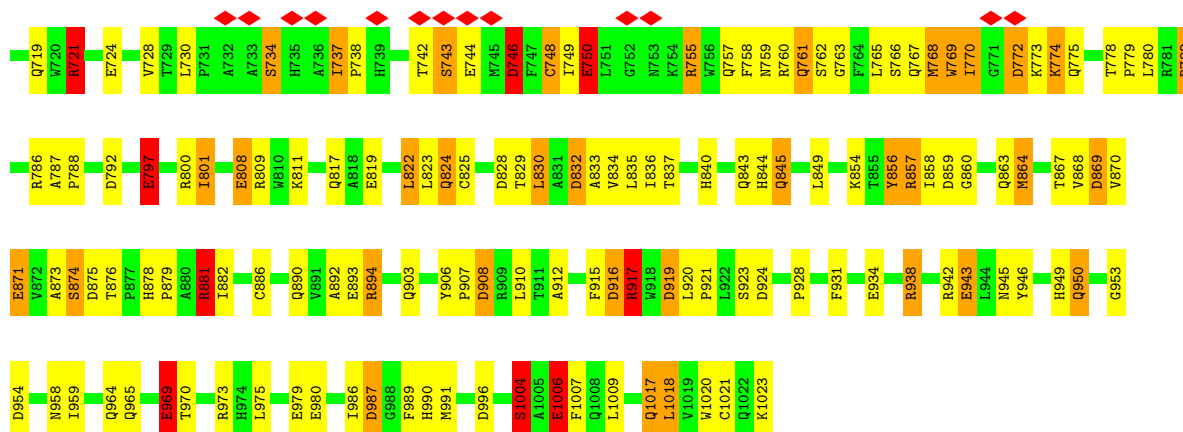 Q719 W720 R721 E724 V728 T729 L730 P731 A732 A733 S734 H735 A736 I737 P738 H739 T742 S743 E744 M745 D746 F747 C748 I749 E750 L751 G752 N753 K754 R755 W756 Q757 F758 N759 R760 Q761 S762 G763 F764 L765 S766 Q767 M768 W769 I770 G771 D772 K773 K774 Q775 T778 P779 L780 R781
R786 A787 P788 D792 E797 R800 I801 E808 R809 W810 K811 Q817 A818 E819 L822 L823 Q824 C825 D828 T829 L830 A831 D832 A833 V834 L835 I836 T837 H840 Q843 H844 Q845 L849 K854 T855 Y856 R857 I858 D859 G860 Q863 M864 T867 V868 D869 V870
E871 V872 A873 S874 D875 T876 P877 H878 P879 A880 R881 I882 C886 Q890 V891 A892 E893 R894 Q903 Y906 P907 D908 R909 L910 T911 A912 F915 D916 R917 W918 D919 L920 P921 L922 S923 D924 P928 F931 E934 R938 R942 E943 L944 N945 Y946 H949 Q950 G953
D954 N958 I959 Q964 Q965 E969 T970 R973 H974 L975 E979 E980 I986 D987 G988 F989 H990 M991 D996 S1004 A1005 E1006 F1007 Q1008 L1009 Q1017 L1018 V1019 W1020 C1021 Q1022 K1023